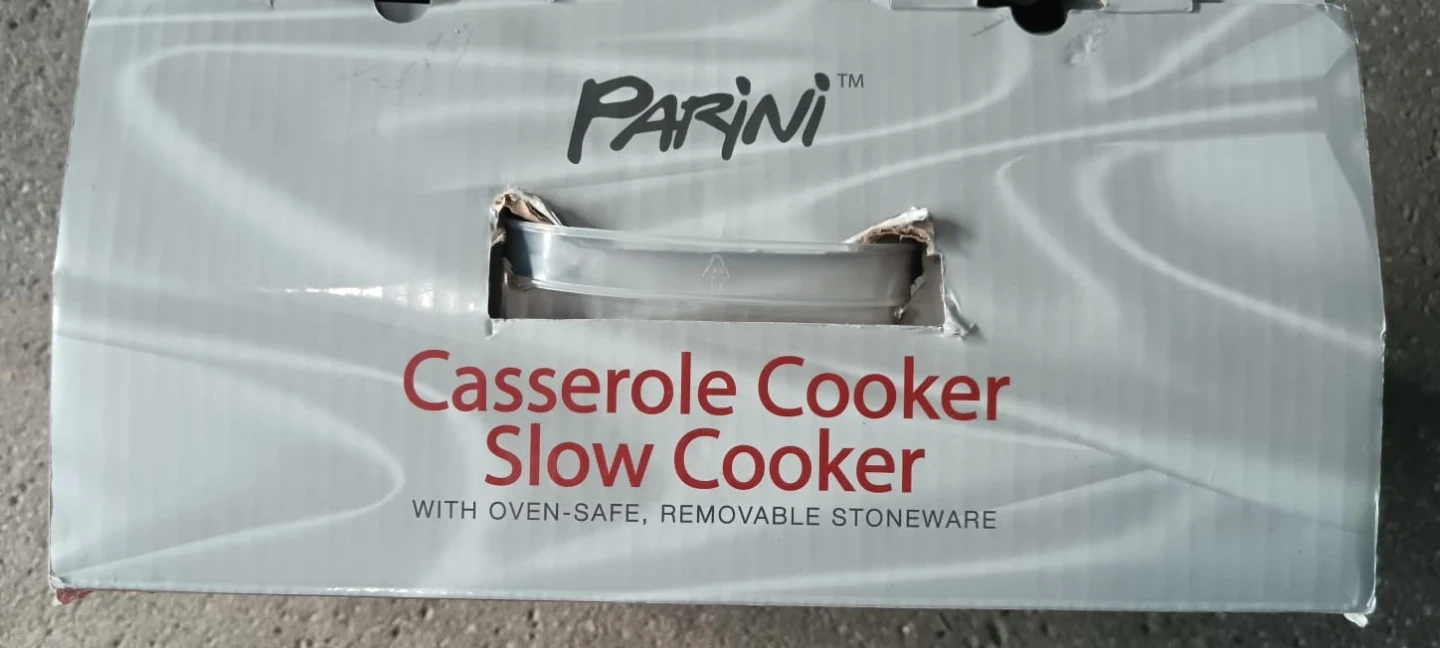 PARiNi™
Casserole Cooker
Slow Cooker
WITH OVEN-SAFE, REMOVABLE STONEWARE